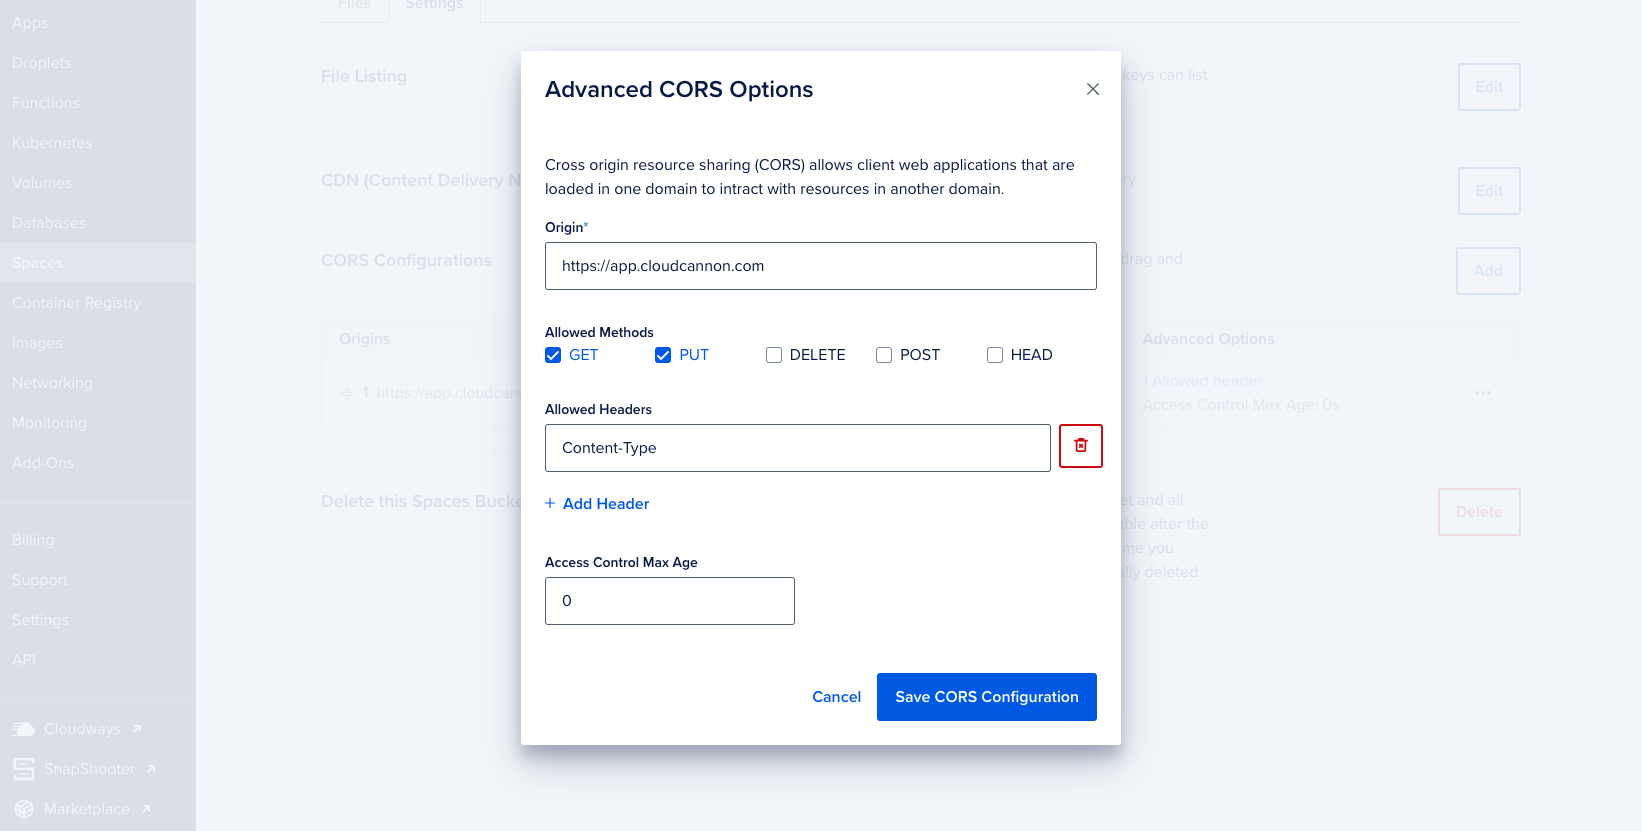 Apps
Droplets
Functions
Kubernetes
Volumes
Databases
Spaces
Container Registry
Images
Networking
Monitoring
Add-Ons
Billing
Support
Settings
API
Cloudways
SnapShooter
Marketplace
Files
Settings
File Listing
keys can list
Edit
CDN (Content Delivery N
Edit
CORS Configurations
drag and
Add
Origins
Advanced Options
1 https://app.cloudcann
1 Allowed header
Access Control Max Age: 0s
Delete this Spaces Bucke
and all
after the
me you
deleted.
Delete
Advanced CORS Options
Cross origin resource sharing (CORS) allows client web applications that are
loaded in one domain to intract with resources in another domain.
Origin*
https://app.cloudcannon.com
Allowed Methods
GET PUT DELETE POST HEAD
Allowed Headers
Content-Type
+ Add Header
Access Control Max Age
0
Cancel
Save CORS Configuration